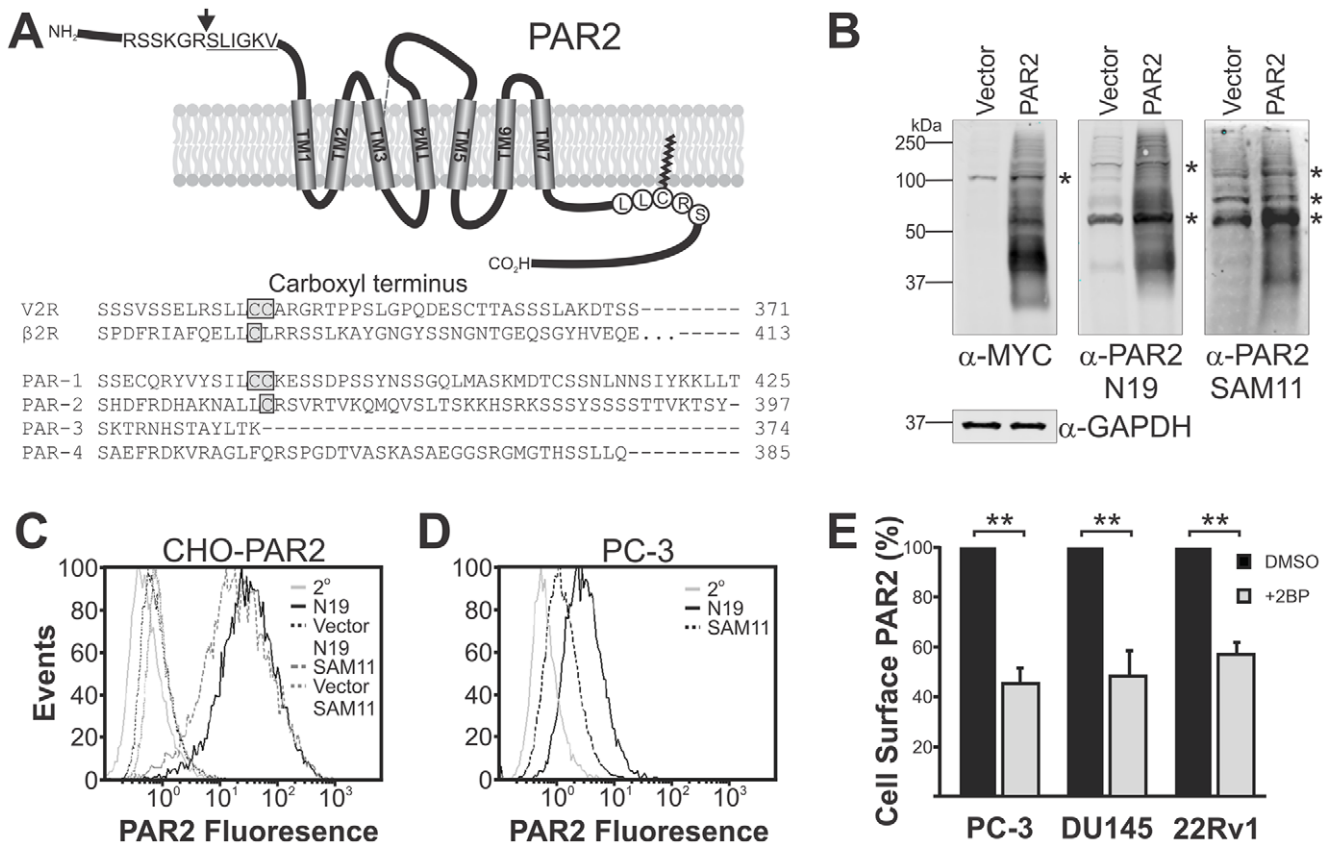 A
PAR2
NH2
RSSKGRSLIGKV
TM1
TM2
TM3
TM4
TM5
TM6
TM7
L L C R S
CO2H
Carboxyl terminus
V2R SSSVSSELRSLLCCARGRTPPSLGPQDESCTTASSSLAKDTSS--------- 371
β2R SPDFRIAFQELLCLRRSSLKAYGNGYSSNGNTGEQSGYHVEQE...------ 413
PAR-1 SSECQRYVYSILCCKESSDPSSYNSSGQLMASKMDTCSSNLNNSIYKKLLT 425
PAR-2 SHDFRDHAKNALLCRSVRTVKQMQVSLTSKKHSRKSSSYSSSSTTVKTSY- 397
PAR-3 SKTRNHSTAYLTK-------------------------------------- 374
PAR-4 SAEFRDKVRAGLFQRSPGDTVASKASAEGGSRGMGTHSSLLQ--------- 385
B
Vector PAR2 Vector PAR2 Vector PAR2
kDa
250
100
50
37
*
*
*
*
*
*
α-MYC
α-PAR2
N19
α-PAR2
SAM11
37
α-GAPDH
C
CHO-PAR2
Events
100
80
60
40
20
0
2°
N19
Vector
N19
SAM11
Vector
SAM11
10^0 10^1 10^2 10^3
PAR2 Fluoresence
D
PC-3
100
80
60
40
20
0
2°
N19
SAM11
10^0 10^1 10^2 10^3
PAR2 Fluoresence
E
Cell Surface PAR2 (%)
100
80
60
40
20
** ** **
DMSO
+2BP
PC-3 DU145 22Rv1